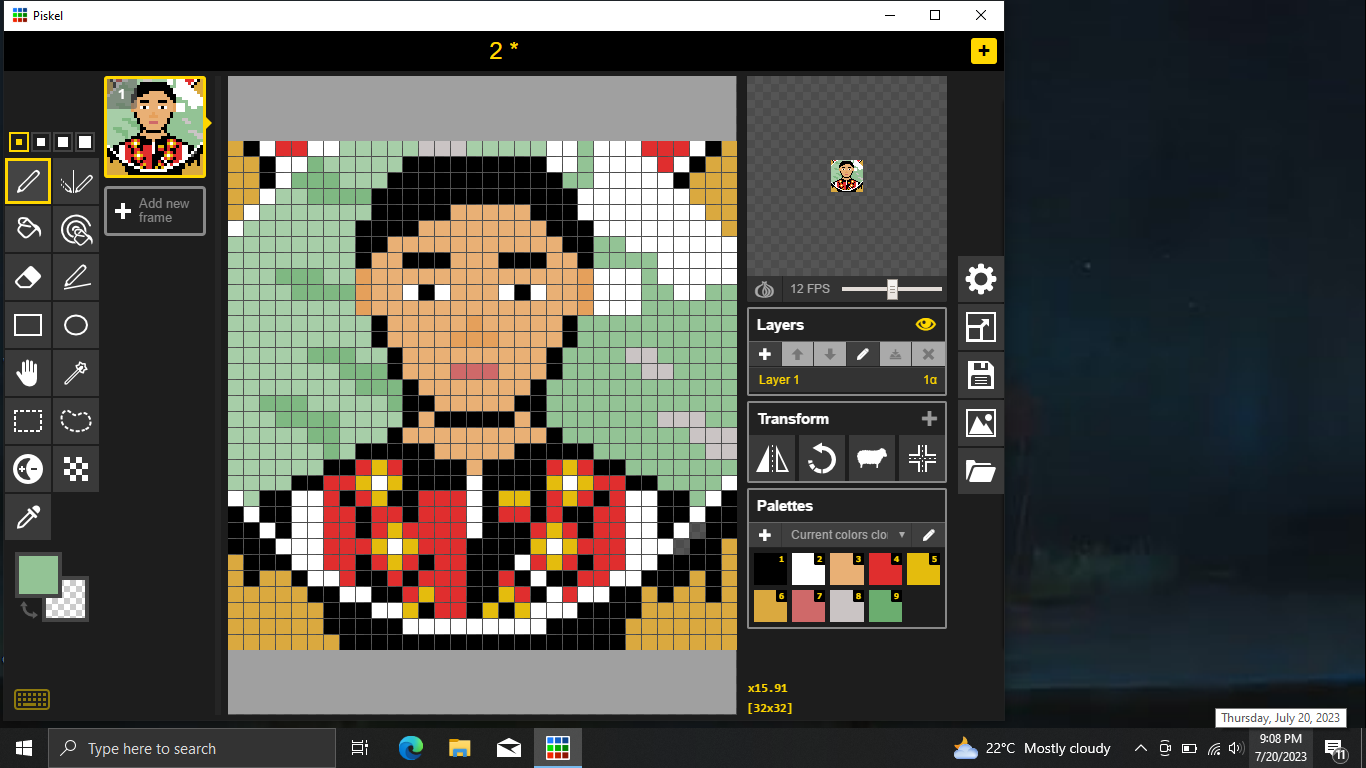 Piskel
2 *
1
Add new
frame
12 FPS
Layers
Layer 1
1α
Transform
Palettes
Current colors clo
1
2
3
4
5
6
7
8
9
x15.91
[32x32]
Thursday, July 20, 2023
Type here to search
22°C Mostly cloudy
9:08 PM
7/20/2023
11